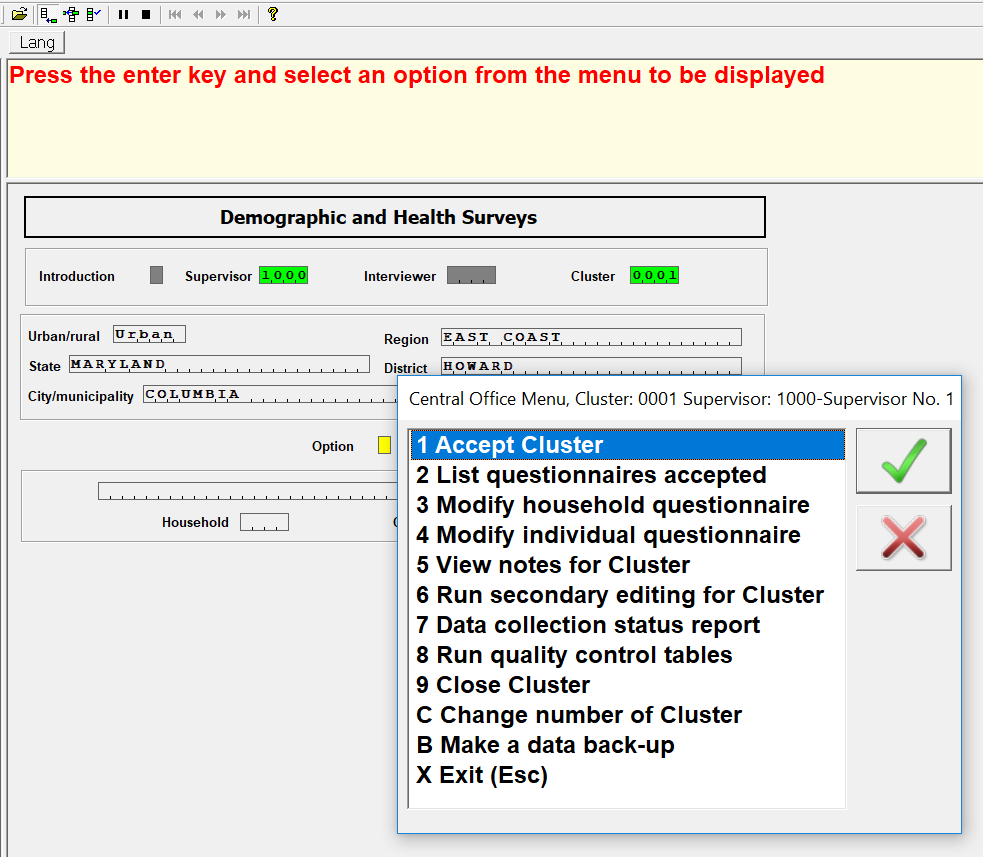 Lang
Press the enter key and select an option from the menu to be displayed
Demographic and Health Surveys
Introduction Supervisor 1000 Interviewer Cluster 0001
Urban/rural Urban Region EAST COAST
State MARYLAND District HOWARD
City/municipality COLUMBIA
Option
Household
Central Office Menu, Cluster: 0001 Supervisor: 1000-Supervisor No. 1
1 Accept Cluster
2 List questionnaires accepted
3 Modify household questionnaire
4 Modify individual questionnaire
5 View notes for Cluster
6 Run secondary editing for Cluster
7 Data collection status report
8 Run quality control tables
9 Close Cluster
C Change number of Cluster
B Make a data back-up
X Exit (Esc)